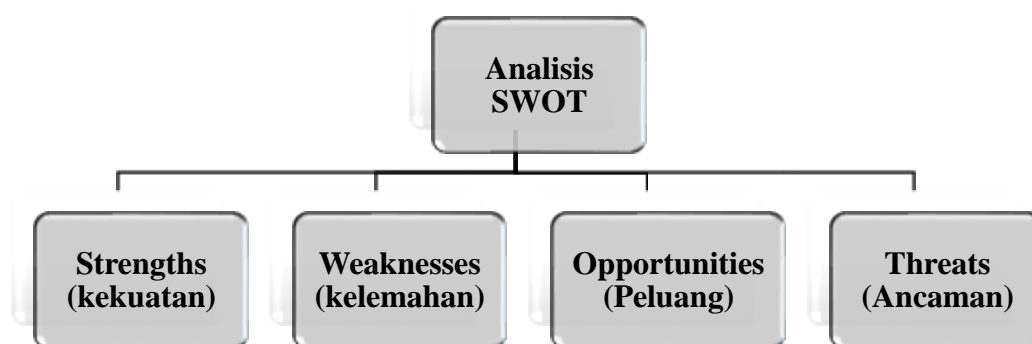 Analisis
SWOT
Strengths
(kekuatan)
Weaknesses
(kelemahan)
Opportunities
(Peluang)
Threats
(Ancaman)